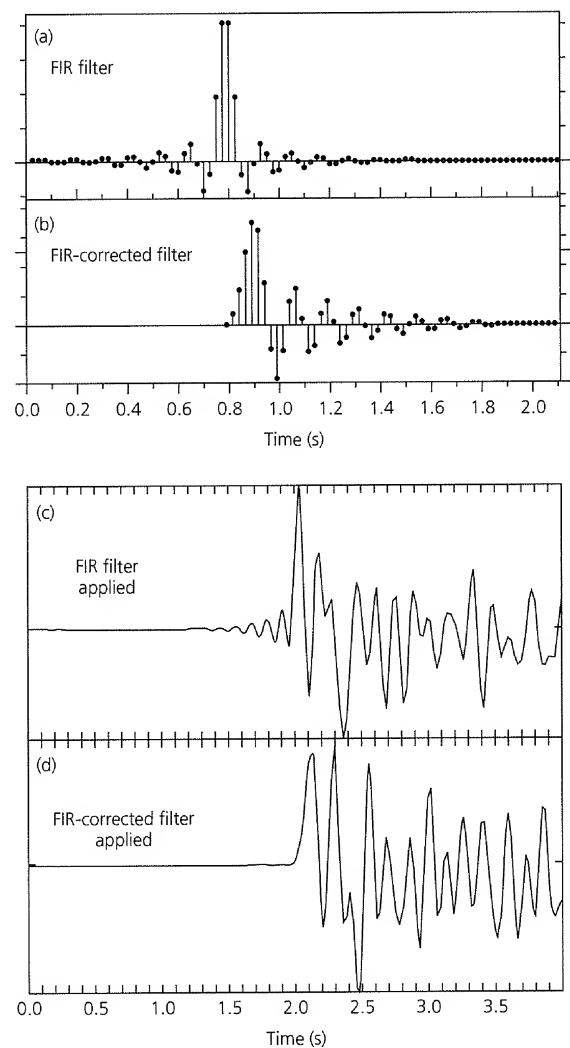 (a)
FIR filter
(b)
FIR-corrected filter
0.0 0.2 0.4 0.6 0.8 1.0 1.2 1.4 1.6 1.8 2.0
Time (s)
(c)
FIR filter
applied
(d)
FIR-corrected filter
applied
0.0 0.5 1.0 1.5 2.0 2.5 3.0 3.5
Time (s)